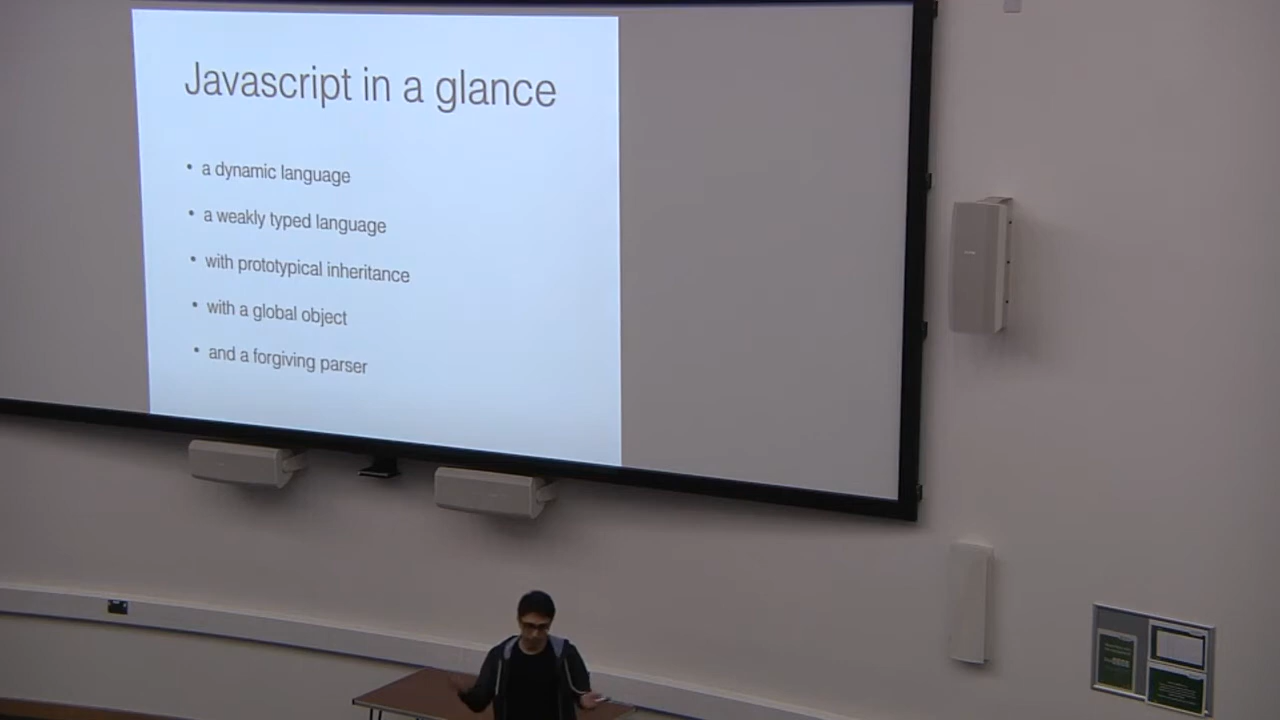 Javascript in a glance
• a dynamic language
• a weakly typed language
• with prototypical inheritance
• with a global object
• and a forgiving parser